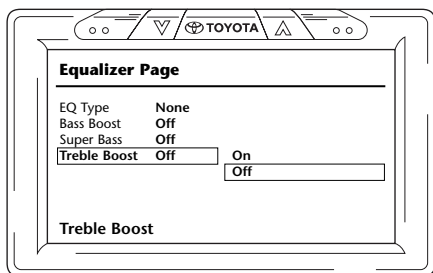 TOYOTA
Equalizer Page
EQ Type None
Bass Boost Off
Super Bass Off
Treble Boost Off On
Off
Treble Boost